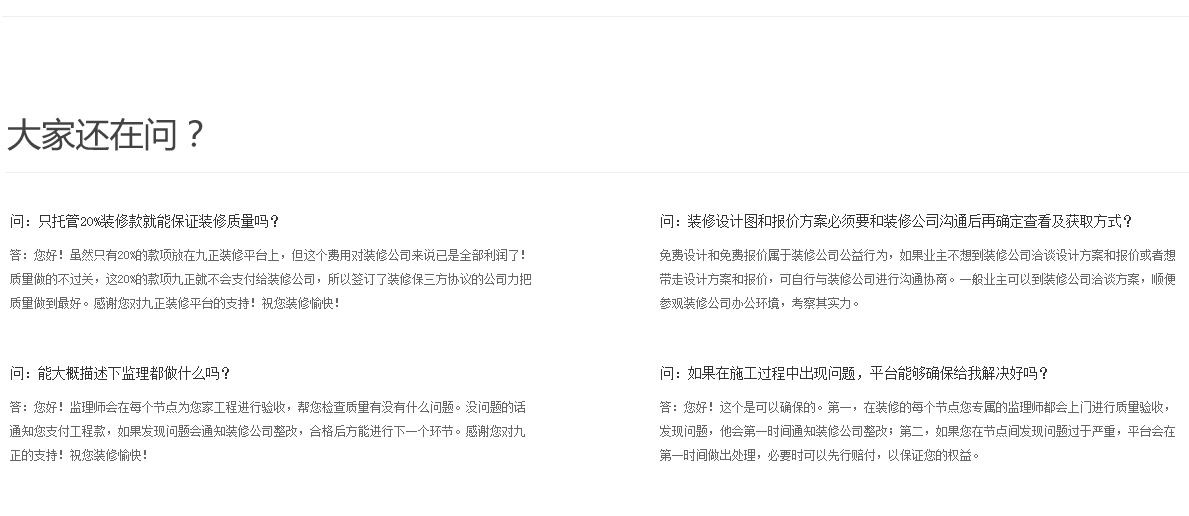 大家还在问？
问：只托管20%装修款就能保证装修质量吗？
答：您好！虽然只有20%的款项放在九正装修平台上，但这个费用对装修公司来说已是全部利润了！
质量做的不过关，这20%的款项九正就不会支付给装修公司，所以签订了装修保三方协议的公司力把
质量做到最好。感谢您对九正装修平台的支持！祝您装修愉快！
问：装修设计图和报价方案必须要和装修公司沟通后再确定查看及获取方式？
免费设计和免费报价属于装修公司公益行为，如果业主不想到装修公司洽谈设计方案和报价或者想
带走设计方案和报价，可自行与装修公司进行沟通协商。一般业主可以到装修公司洽谈方案，顺便
参观装修公司办公环境，考察其实力。
问：能大概描述下监理都做什么吗？
答：您好！监理师会在每个节点为您家工程进行验收，帮您检查质量有没有什么问题。没问题的话
通知您支付工程款，如果发现问题会通知装修公司整改，合格后方能进行下一个环节。感谢您对九
正的支持！祝您装修愉快！
问：如果在施工过程中出现问题，平台能够确保给我解决好吗？
答：您好！这个是可以确保的。第一，在装修的每个节点您专属的监理师都会上门进行质量验收，
发现问题，他会第一时间通知装修公司整改；第二，如果您在节点间发现问题过于严重，平台会在
第一时间做出处理，必要时可以先行赔付，以保证您的权益。